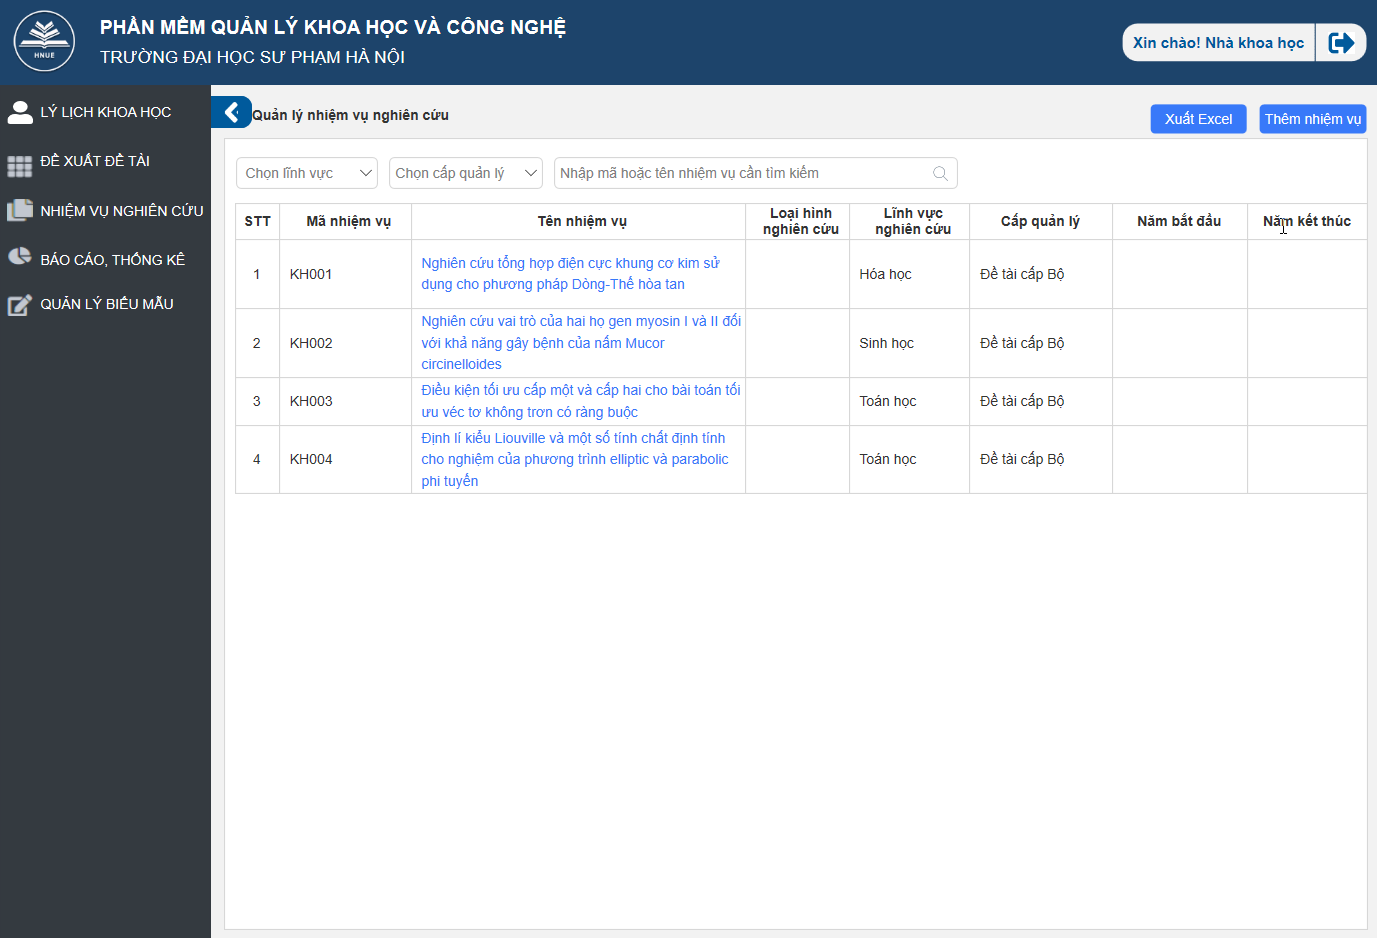 PHẦN MỀM QUẢN LÝ KHOA HỌC VÀ CÔNG NGHỆ
TRƯỜNG ĐẠI HỌC SƯ PHẠM HÀ NỘI
HNUE
Xin chào! Nhà khoa học
LÝ LỊCH KHOA HỌC
ĐỀ XUẤT ĐỀ TÀI
NHIỆM VỤ NGHIÊN CỨU
BÁO CÁO, THỐNG KÊ
QUẢN LÝ BIỂU MẪU
Quản lý nhiệm vụ nghiên cứu
Xuất Excel
Thêm nhiệm vụ
Chọn lĩnh vực
Chọn cấp quản lý
Nhập mã hoặc tên nhiệm vụ cần tìm kiếm
STT
Mã nhiệm vụ
Tên nhiệm vụ
Loại hình
nghiên cứu
Lĩnh vực
nghiên cứu
Cấp quản lý
Năm bắt đầu
Năm kết thúc
1
KH001
Nghiên cứu tổng hợp điện cực khung cơ kim sử
dụng cho phương pháp Dòng-Thế hòa tan
Hóa học
Đề tài cấp Bộ
2
KH002
Nghiên cứu vai trò của hai họ gen myosin I và II đối
với khả năng gây bệnh của nấm Mucor
circinelloides
Sinh học
Đề tài cấp Bộ
3
KH003
Điều kiện tối ưu cấp một và cấp hai cho bài toán tối
ưu véc tơ không trơn có ràng buộc
Toán học
Đề tài cấp Bộ
4
KH004
Định lí kiểu Liouville và một số tính chất định tính
cho nghiệm của phương trình elliptic và parabolic
phi tuyến
Toán học
Đề tài cấp Bộ